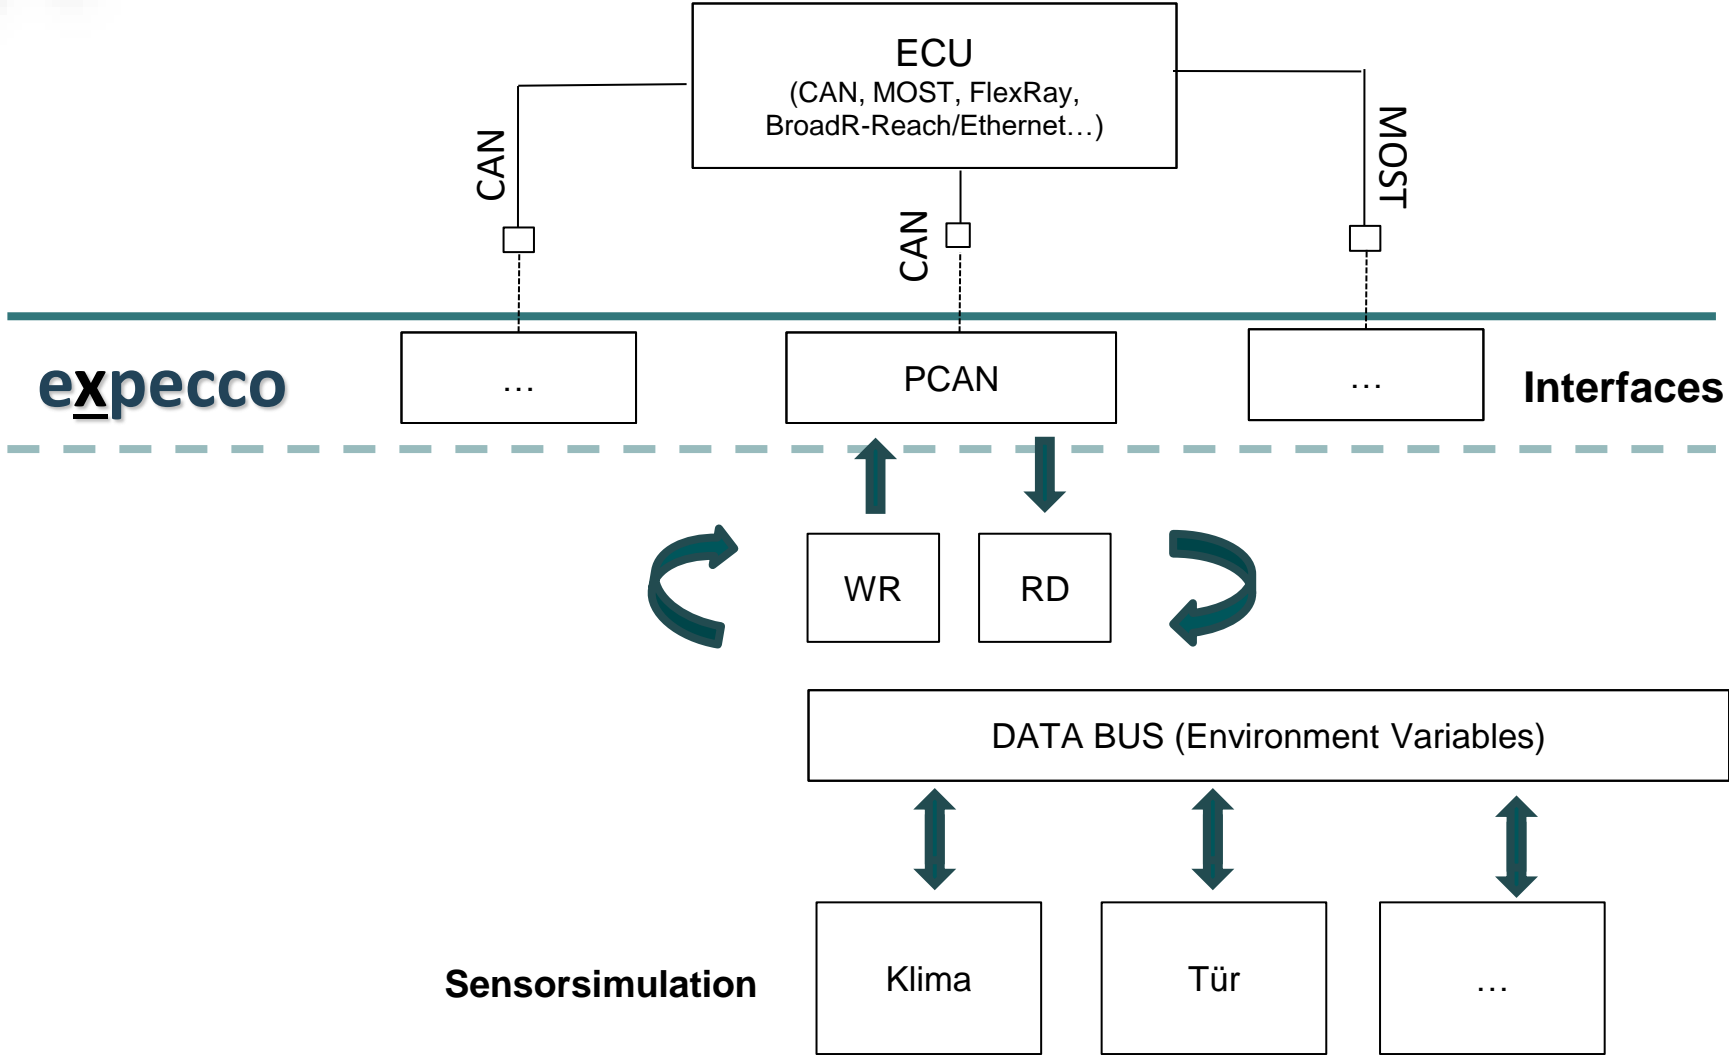 ECU
(CAN, MOST, FlexRay,
BroadR-Reach/Ethernet…)
CAN
CAN
MOST
expecco
…
PCAN
…
Interfaces
WR
RD
DATA BUS (Environment Variables)
Sensorsimulation
Klima
Tür
…